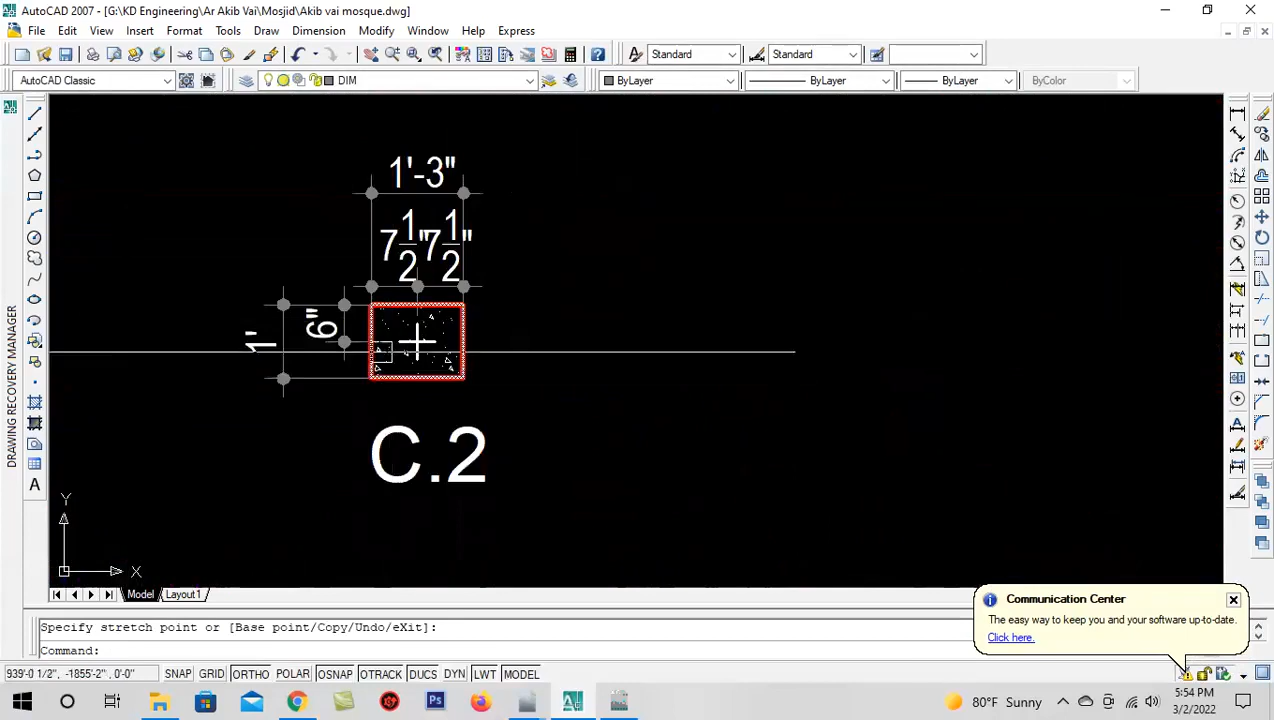 AutoCAD 2007 - [G:\KD Engineering\Ar Akib Vai\Mosjid\Akib vai mosque.dwg]
File Edit View Insert Format Tools Draw Dimension Modify Window Help Express
Standard Standard
AutoCAD Classic DIM ByLayer ByLayer ByLayer ByColor
DRAWING RECOVERY MANAGER
1'-3"
7 1/2" 7 1/2"
6"
1'
C.2
Y
X
Model Layout1
Communication Center
The easy way to keep you and your software up-to-date.
Click here.
Specify stretch point or [Base point/Copy/Undo/eXit]:
Command:
939'-0 1/2", -1855'-2", 0'-0" SNAP GRID ORTHO POLAR OSNAP OTRACK DUCS DYN LWT MODEL
80°F Sunny
5:54 PM
3/2/2022